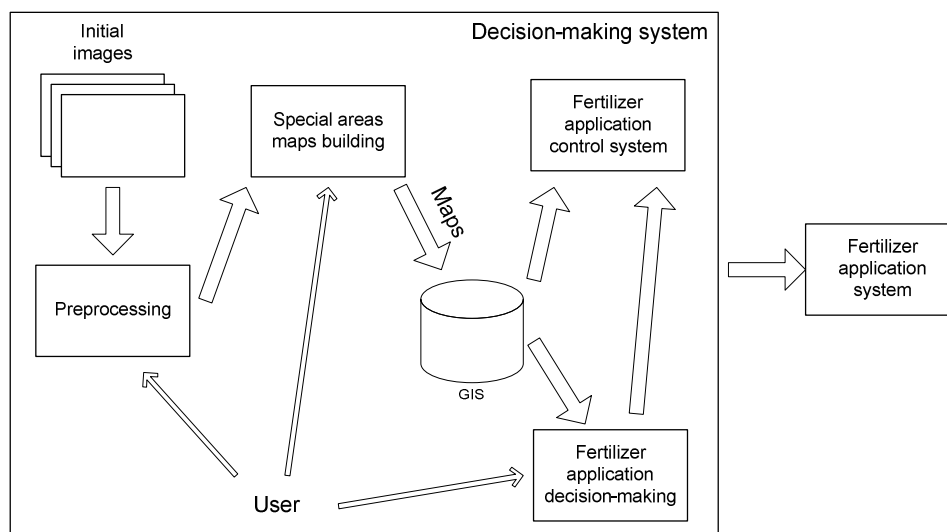 Decision-making system
Initial
images
Special areas
maps building
Fertilizer
application
control system
Maps
Preprocessing
Fertilizer
application
system
GIS
Fertilizer
application
decision-making
User